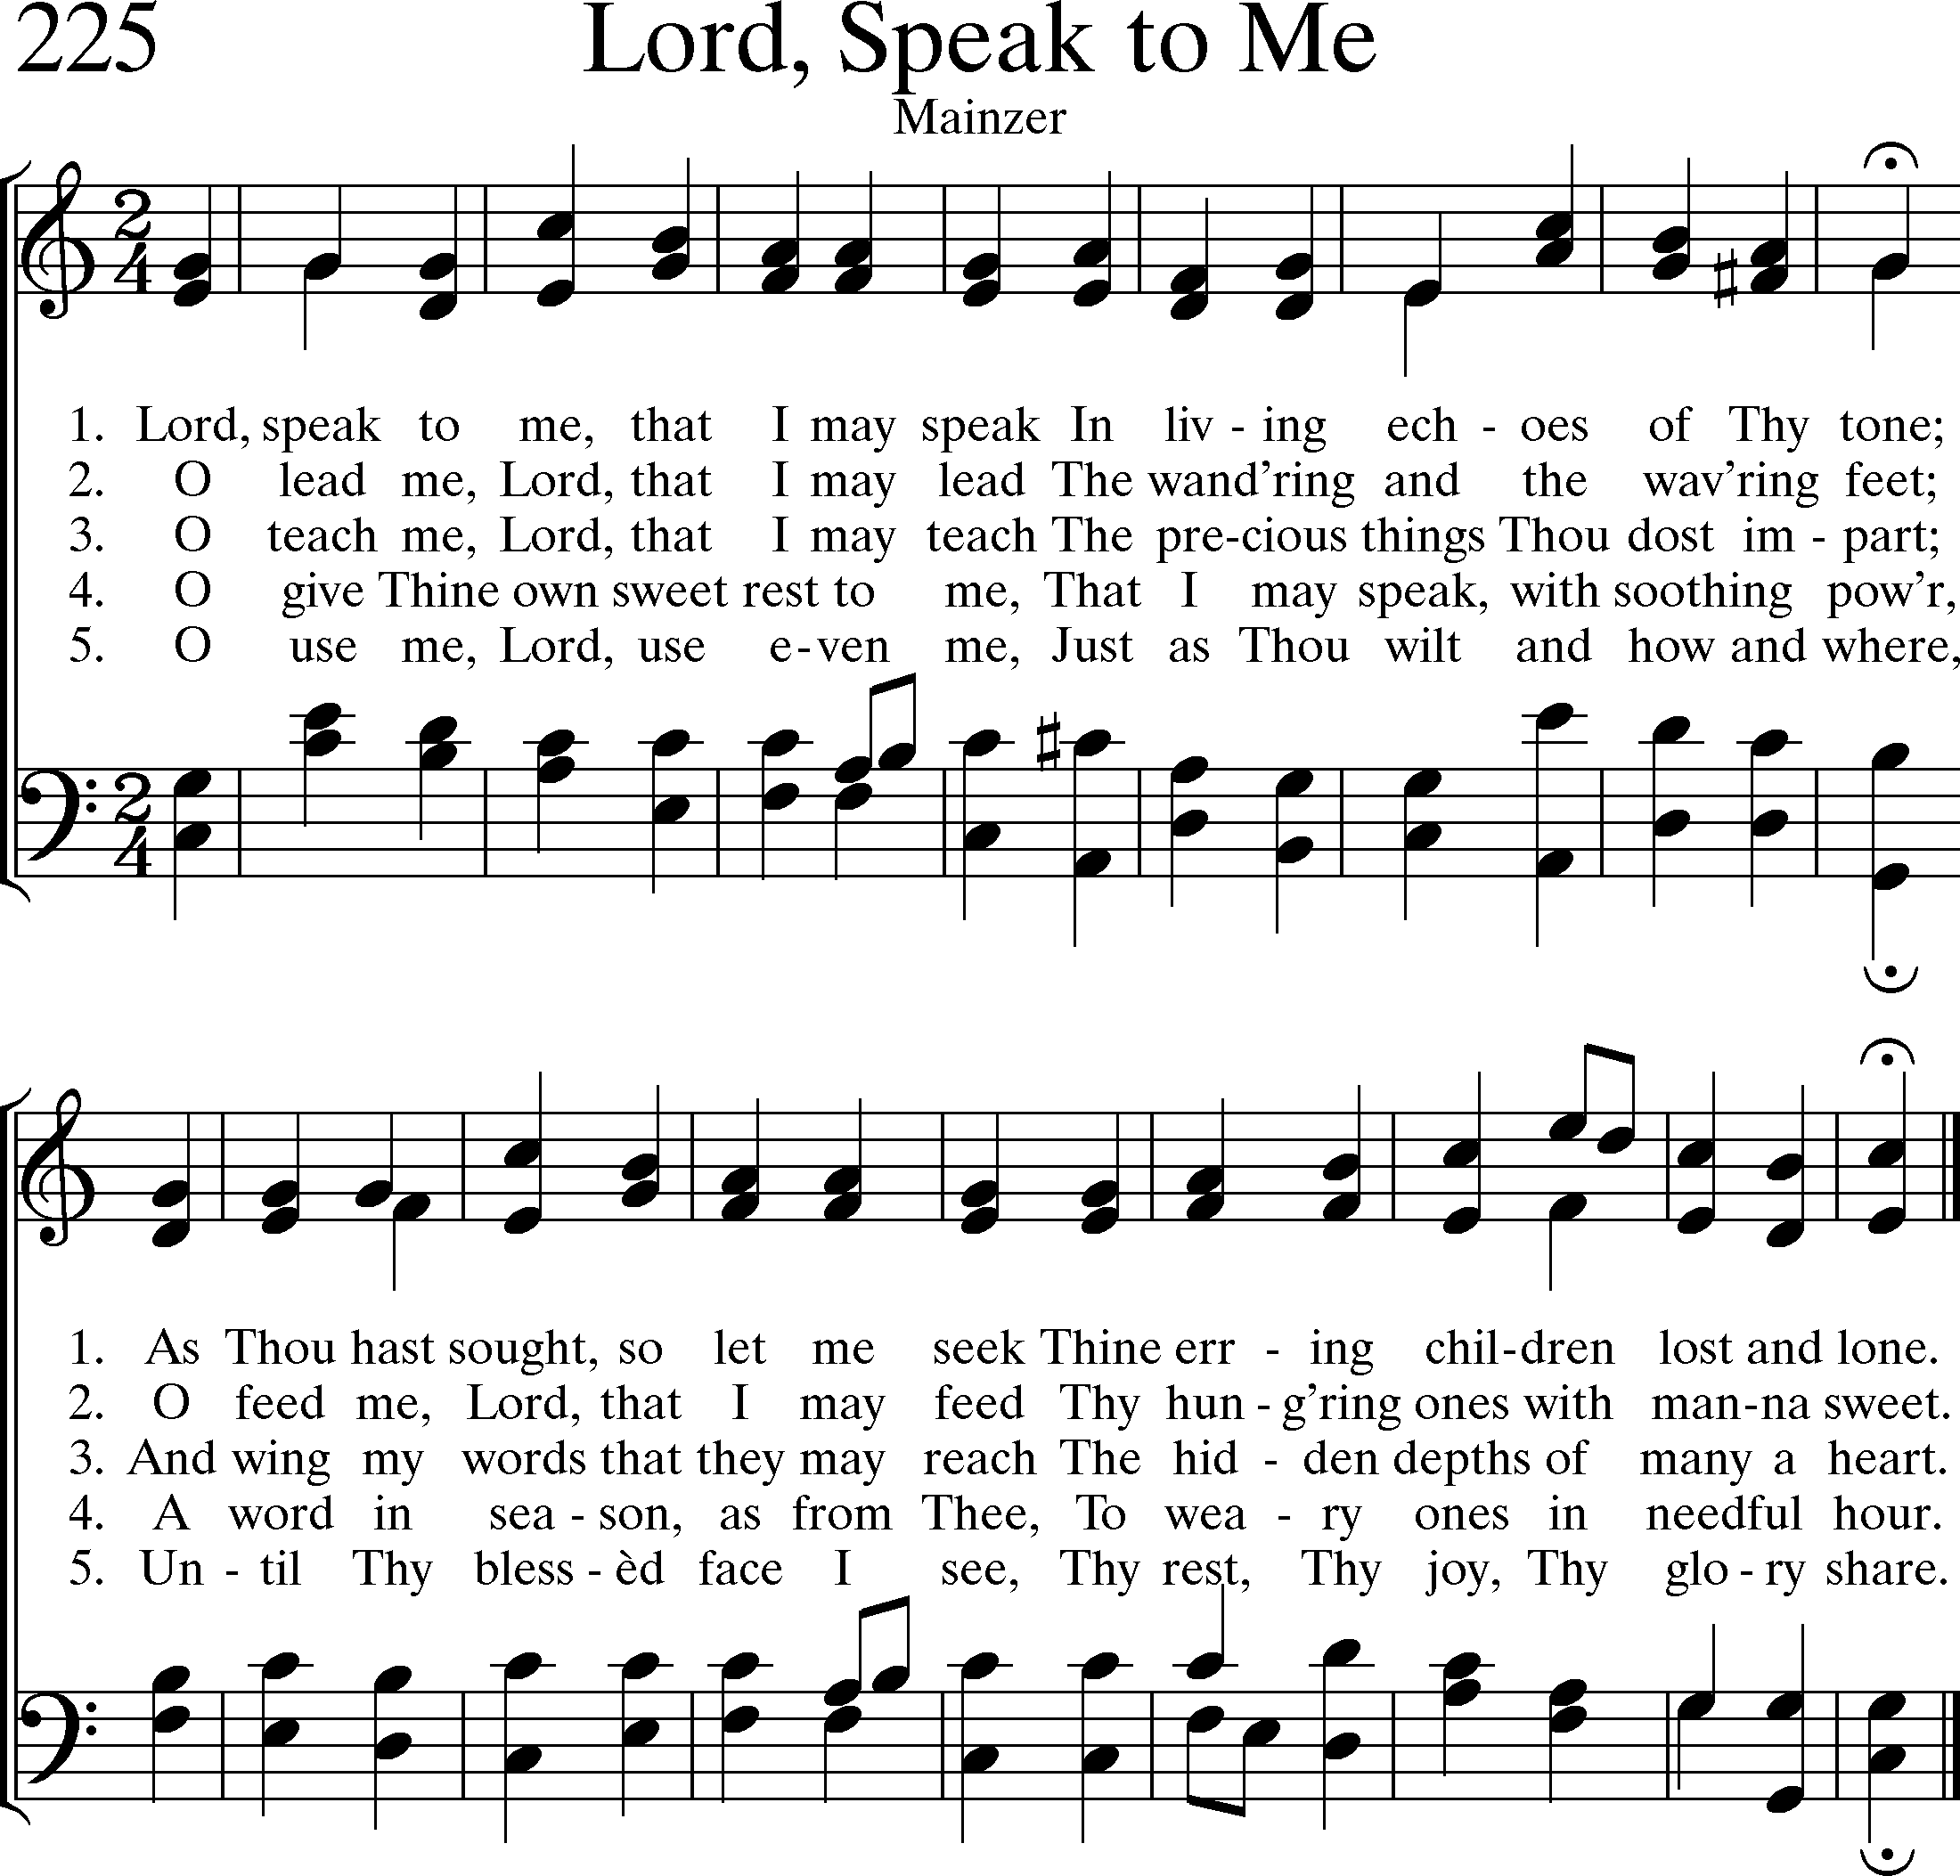 225 Lord, Speak to Me
Mainzer
1. Lord, speak to me, that I may speak In liv - ing ech - oes of Thy tone;
2. O lead me, Lord, that I may lead The wand'ring and the wav'ring feet;
3. O teach me, Lord, that I may teach The pre-cious things Thou dost im - part;
4. O give Thine own sweet rest to me, That I may speak, with soothing pow'r,
5. O use me, Lord, use e-ven me, Just as Thou wilt and how and where,
1. As Thou hast sought, so let me seek Thine err - ing chil-dren lost and lone.
2. O feed me, Lord, that I may feed Thy hun - g'ring ones with man-na sweet.
3. And wing my words that they may reach The hid - den depths of many a heart.
4. A word in sea - son, as from Thee, To wea - ry ones in needful hour.
5. Un - til Thy bless - èd face I see, Thy rest, Thy joy, Thy glo - ry share.